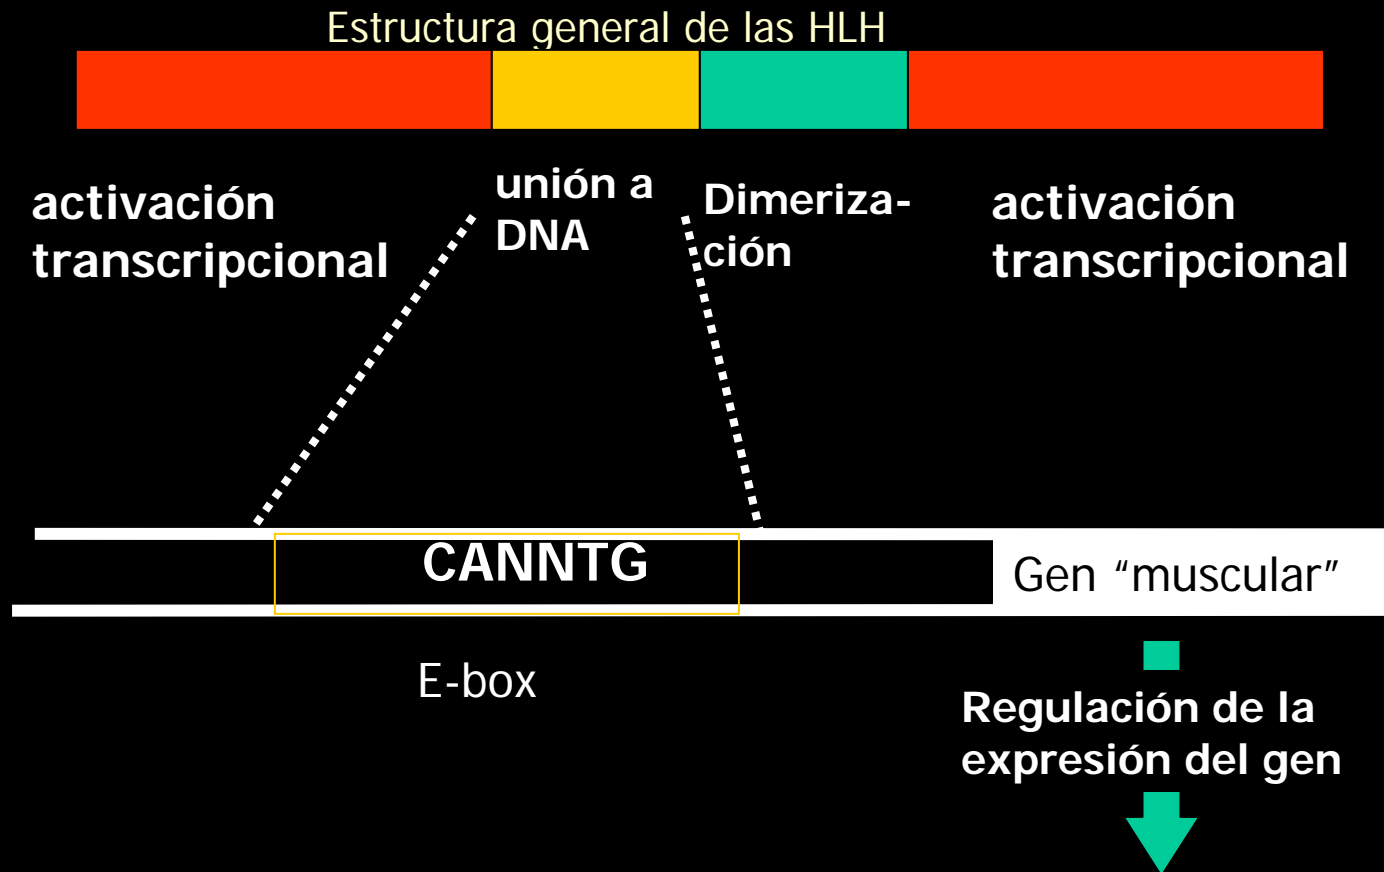 Estructura general de las HLH
activación
transcripcional
unión a
DNA
Dimeriza-
ción
activación
transcripcional
CANNTG
Gen “muscular”
E-box
Regulación de la
expresión del gen